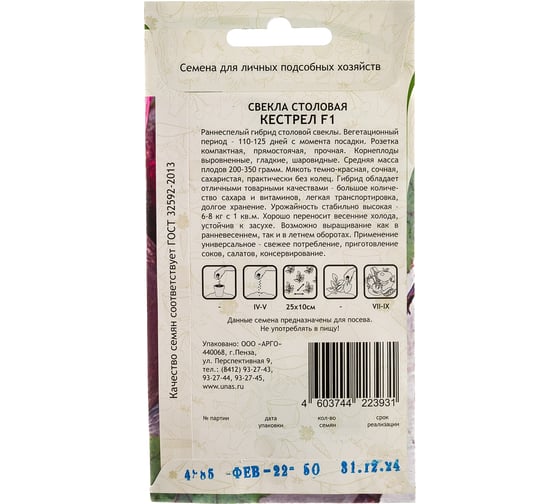 Семена для личных подсобных хозяйств
СВЕКЛА СТОЛОВАЯ
КЕСТРЕЛ F1
Раннеспелый гибрид столовой свеклы. Вегетационный
период - 110-125 дней с момента посадки. Розетка
компактная, прямостоячая, прочная. Корнеплоды
выровненные, гладкие, шаровидные. Средняя масса
плодов 200-350 грамм. Мякоть темно-красная, сочная,
сахаристая, практически без колец. Гибрид обладает
отличными товарными качествами - большое количе-
ство сахара и витаминов, легкая транспортировка,
долгое хранение. Урожайность стабильно высокая -
6-8 кг с 1 кв.м. Хорошо переносит весенние холода,
устойчив к засухе. Возможно выращивание как в
ранневесеннем, так и в летнем оборотах. Применение
универсальное - свежее потребление, приготовление
соков, салатов, консервирование.
- IV-V 25х10см - VII-IX
Данные семена предназначены для посева.
Не употреблять в пищу!
Упаковано: ООО «АРГО»
440068, г.Пенза,
ул. Перспективная 9,
тел.: (8412) 93-27-43,
93-27-44, 93-27-45,
www.unas.ru
4 603744 223931
№ партии дата упаковки кол-во семян срок реализации
ФЕВ-22- 50 31.12.24
Качество семян соответствует ГОСТ 32592-2013